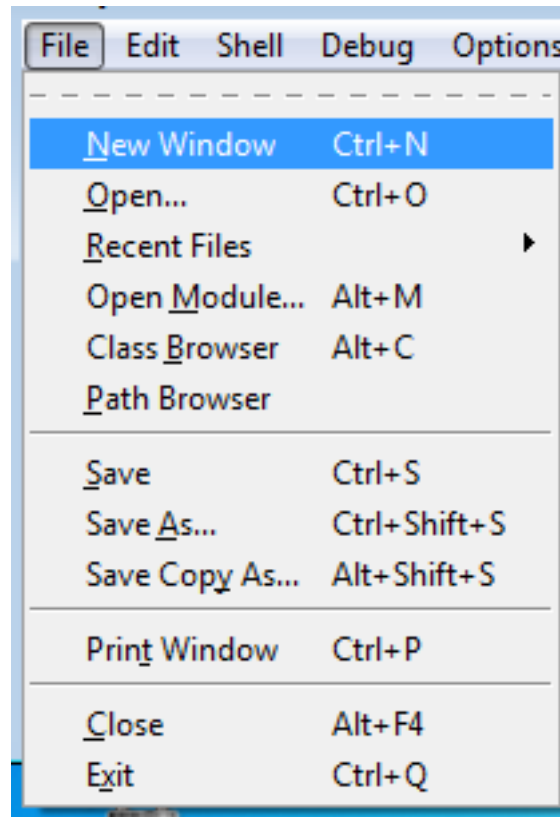 File Edit Shell Debug Options
New Window Ctrl+N
Open... Ctrl+O
Recent Files
Open Module... Alt+M
Class Browser Alt+C
Path Browser
Save Ctrl+S
Save As... Ctrl+Shift+S
Save Copy As... Alt+Shift+S
Print Window Ctrl+P
Close Alt+F4
Exit Ctrl+Q